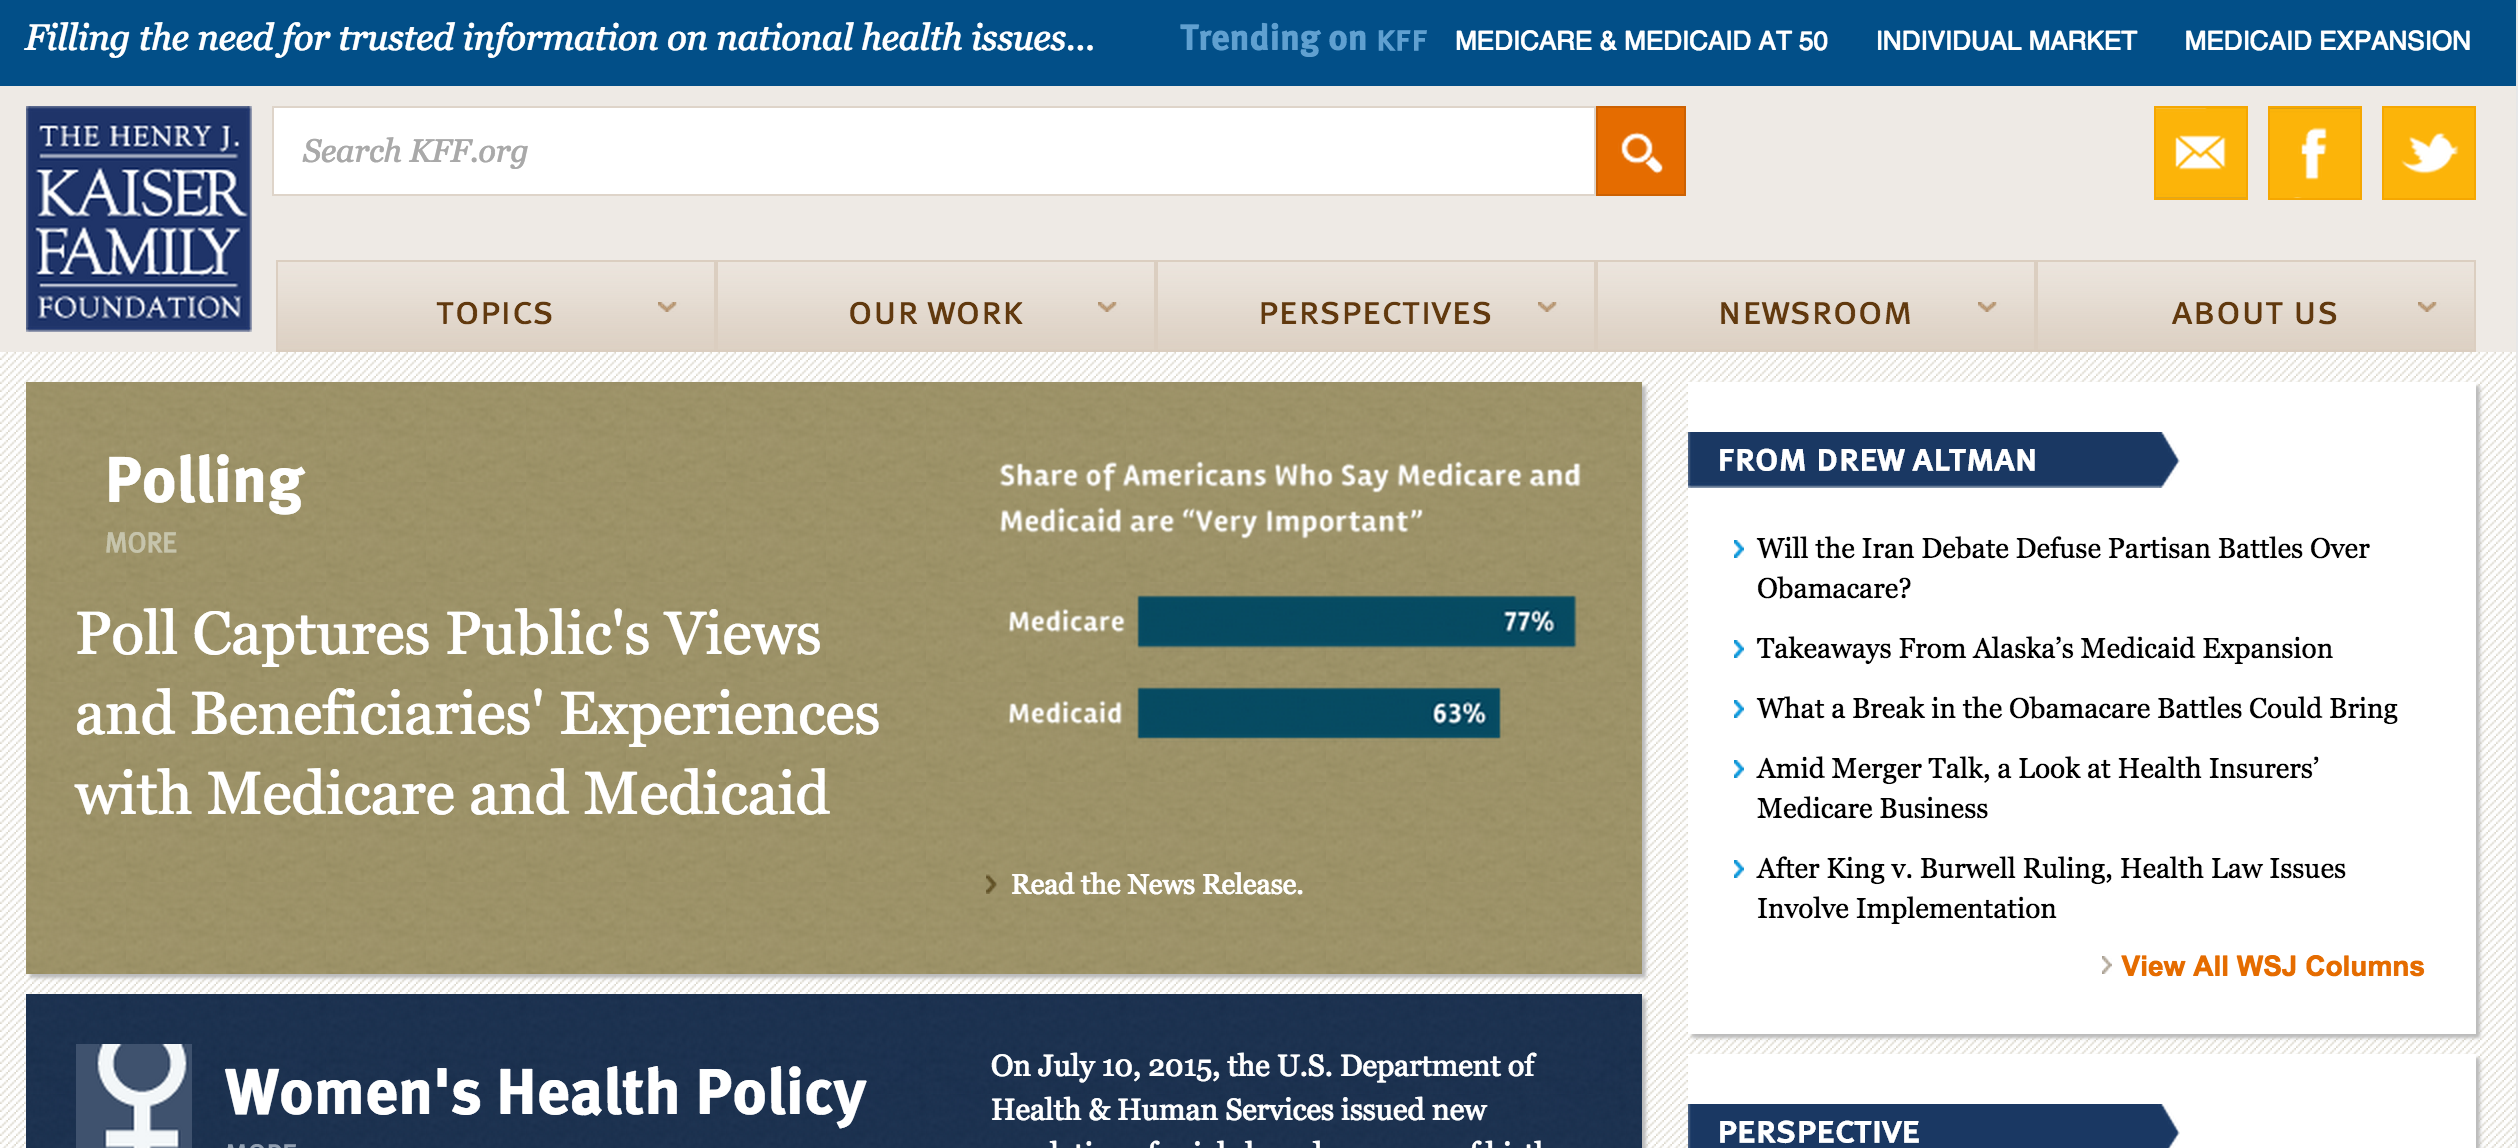 Filling the need for trusted information on national health issues...
Trending on KFF
MEDICARE & MEDICAID AT 50
INDIVIDUAL MARKET
MEDICAID EXPANSION
THE HENRY J.
KAISER
FAMILY
FOUNDATION
Search KFF.org
f
TOPICS
OUR WORK
PERSPECTIVES
NEWSROOM
ABOUT US
Polling
MORE
Poll Captures Public's Views
and Beneficiaries' Experiences
with Medicare and Medicaid
Share of Americans Who Say Medicare and
Medicaid are “Very Important”
Medicare 77%
Medicaid 63%
Read the News Release.
FROM DREW ALTMAN
Will the Iran Debate Defuse Partisan Battles Over
Obamacare?
Takeaways From Alaska’s Medicaid Expansion
What a Break in the Obamacare Battles Could Bring
Amid Merger Talk, a Look at Health Insurers’
Medicare Business
After King v. Burwell Ruling, Health Law Issues
Involve Implementation
View All WSJ Columns
Women's Health Policy
MORE
On July 10, 2015, the U.S. Department of
Health & Human Services issued new
PERSPECTIVE